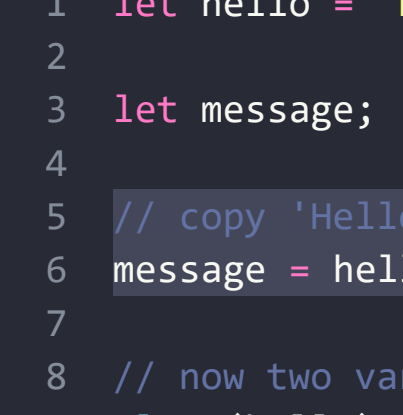 1 let hello =
2
3 let message;
4
5 // copy 'Hell
6 message = hel
7
8 // now two va